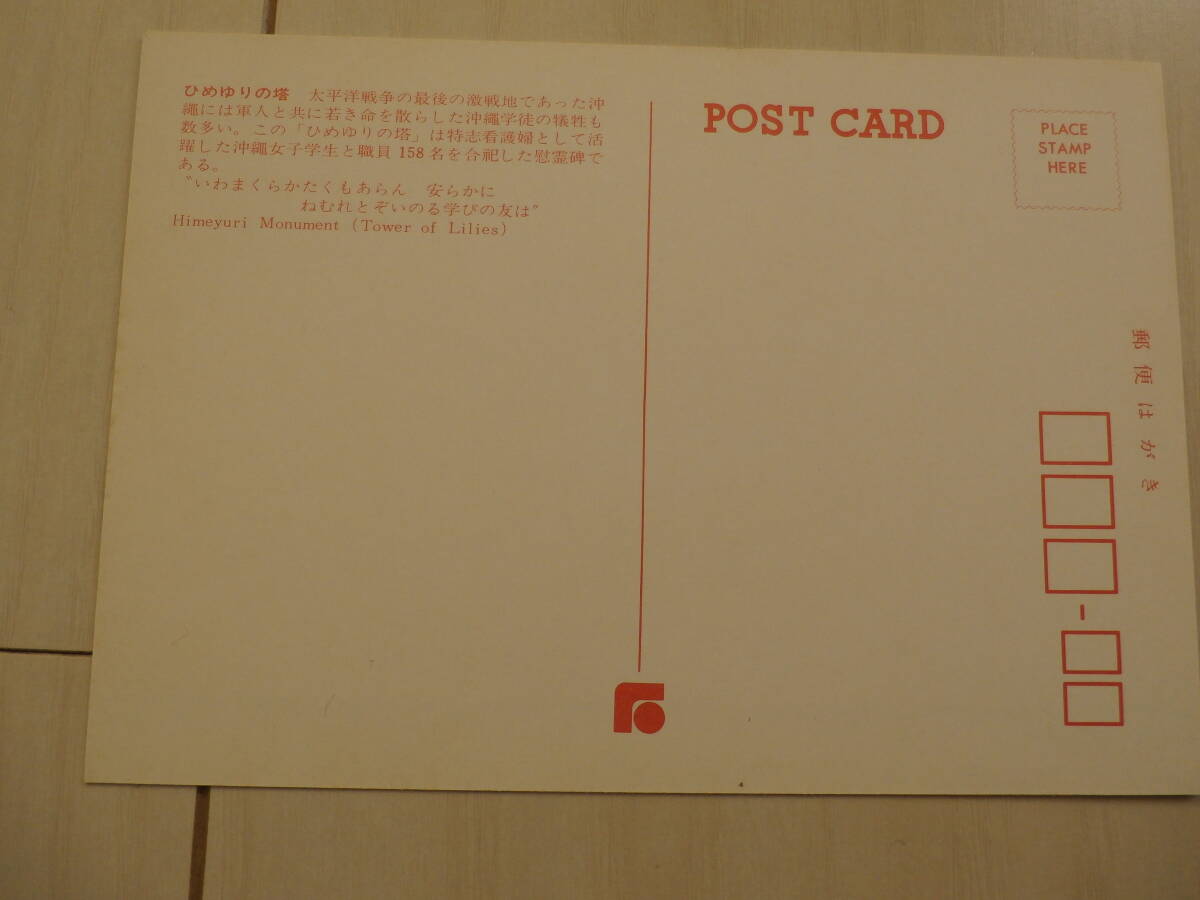 ひめゆりの塔　太平洋戦争の最後の激戦地であった沖
縄には軍人と共に若き命を散らした沖縄学徒の犠牲も
数多い。この「ひめゆりの塔」は特志看護婦として活
躍した沖縄女子学生と職員158名を合祀した慰霊碑で
ある。
〝いわまくらかたくもあらん　安らかに
ねむれとぞいのる学びの友は〟
Himeyuri Monument (Tower of Lilies)
POST CARD
PLACE
STAMP
HERE
郵便はがき